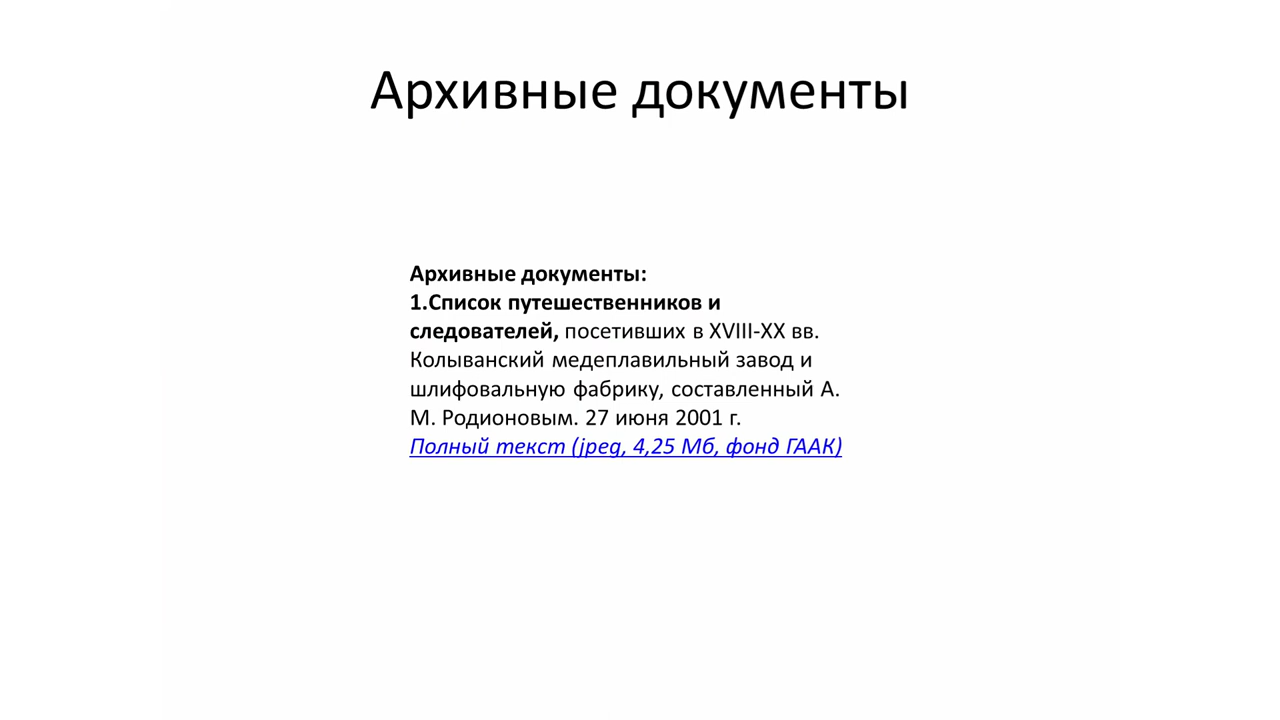 Архивные документы
Архивные документы:
1.Список путешественников и
следователей, посетивших в XVIII-XX вв.
Колыванский медеплавильный завод и
шлифовальную фабрику, составленный А.
М. Родионовым. 27 июня 2001 г.
Полный текст (jpeg, 4,25 Мб, фонд ГААК)